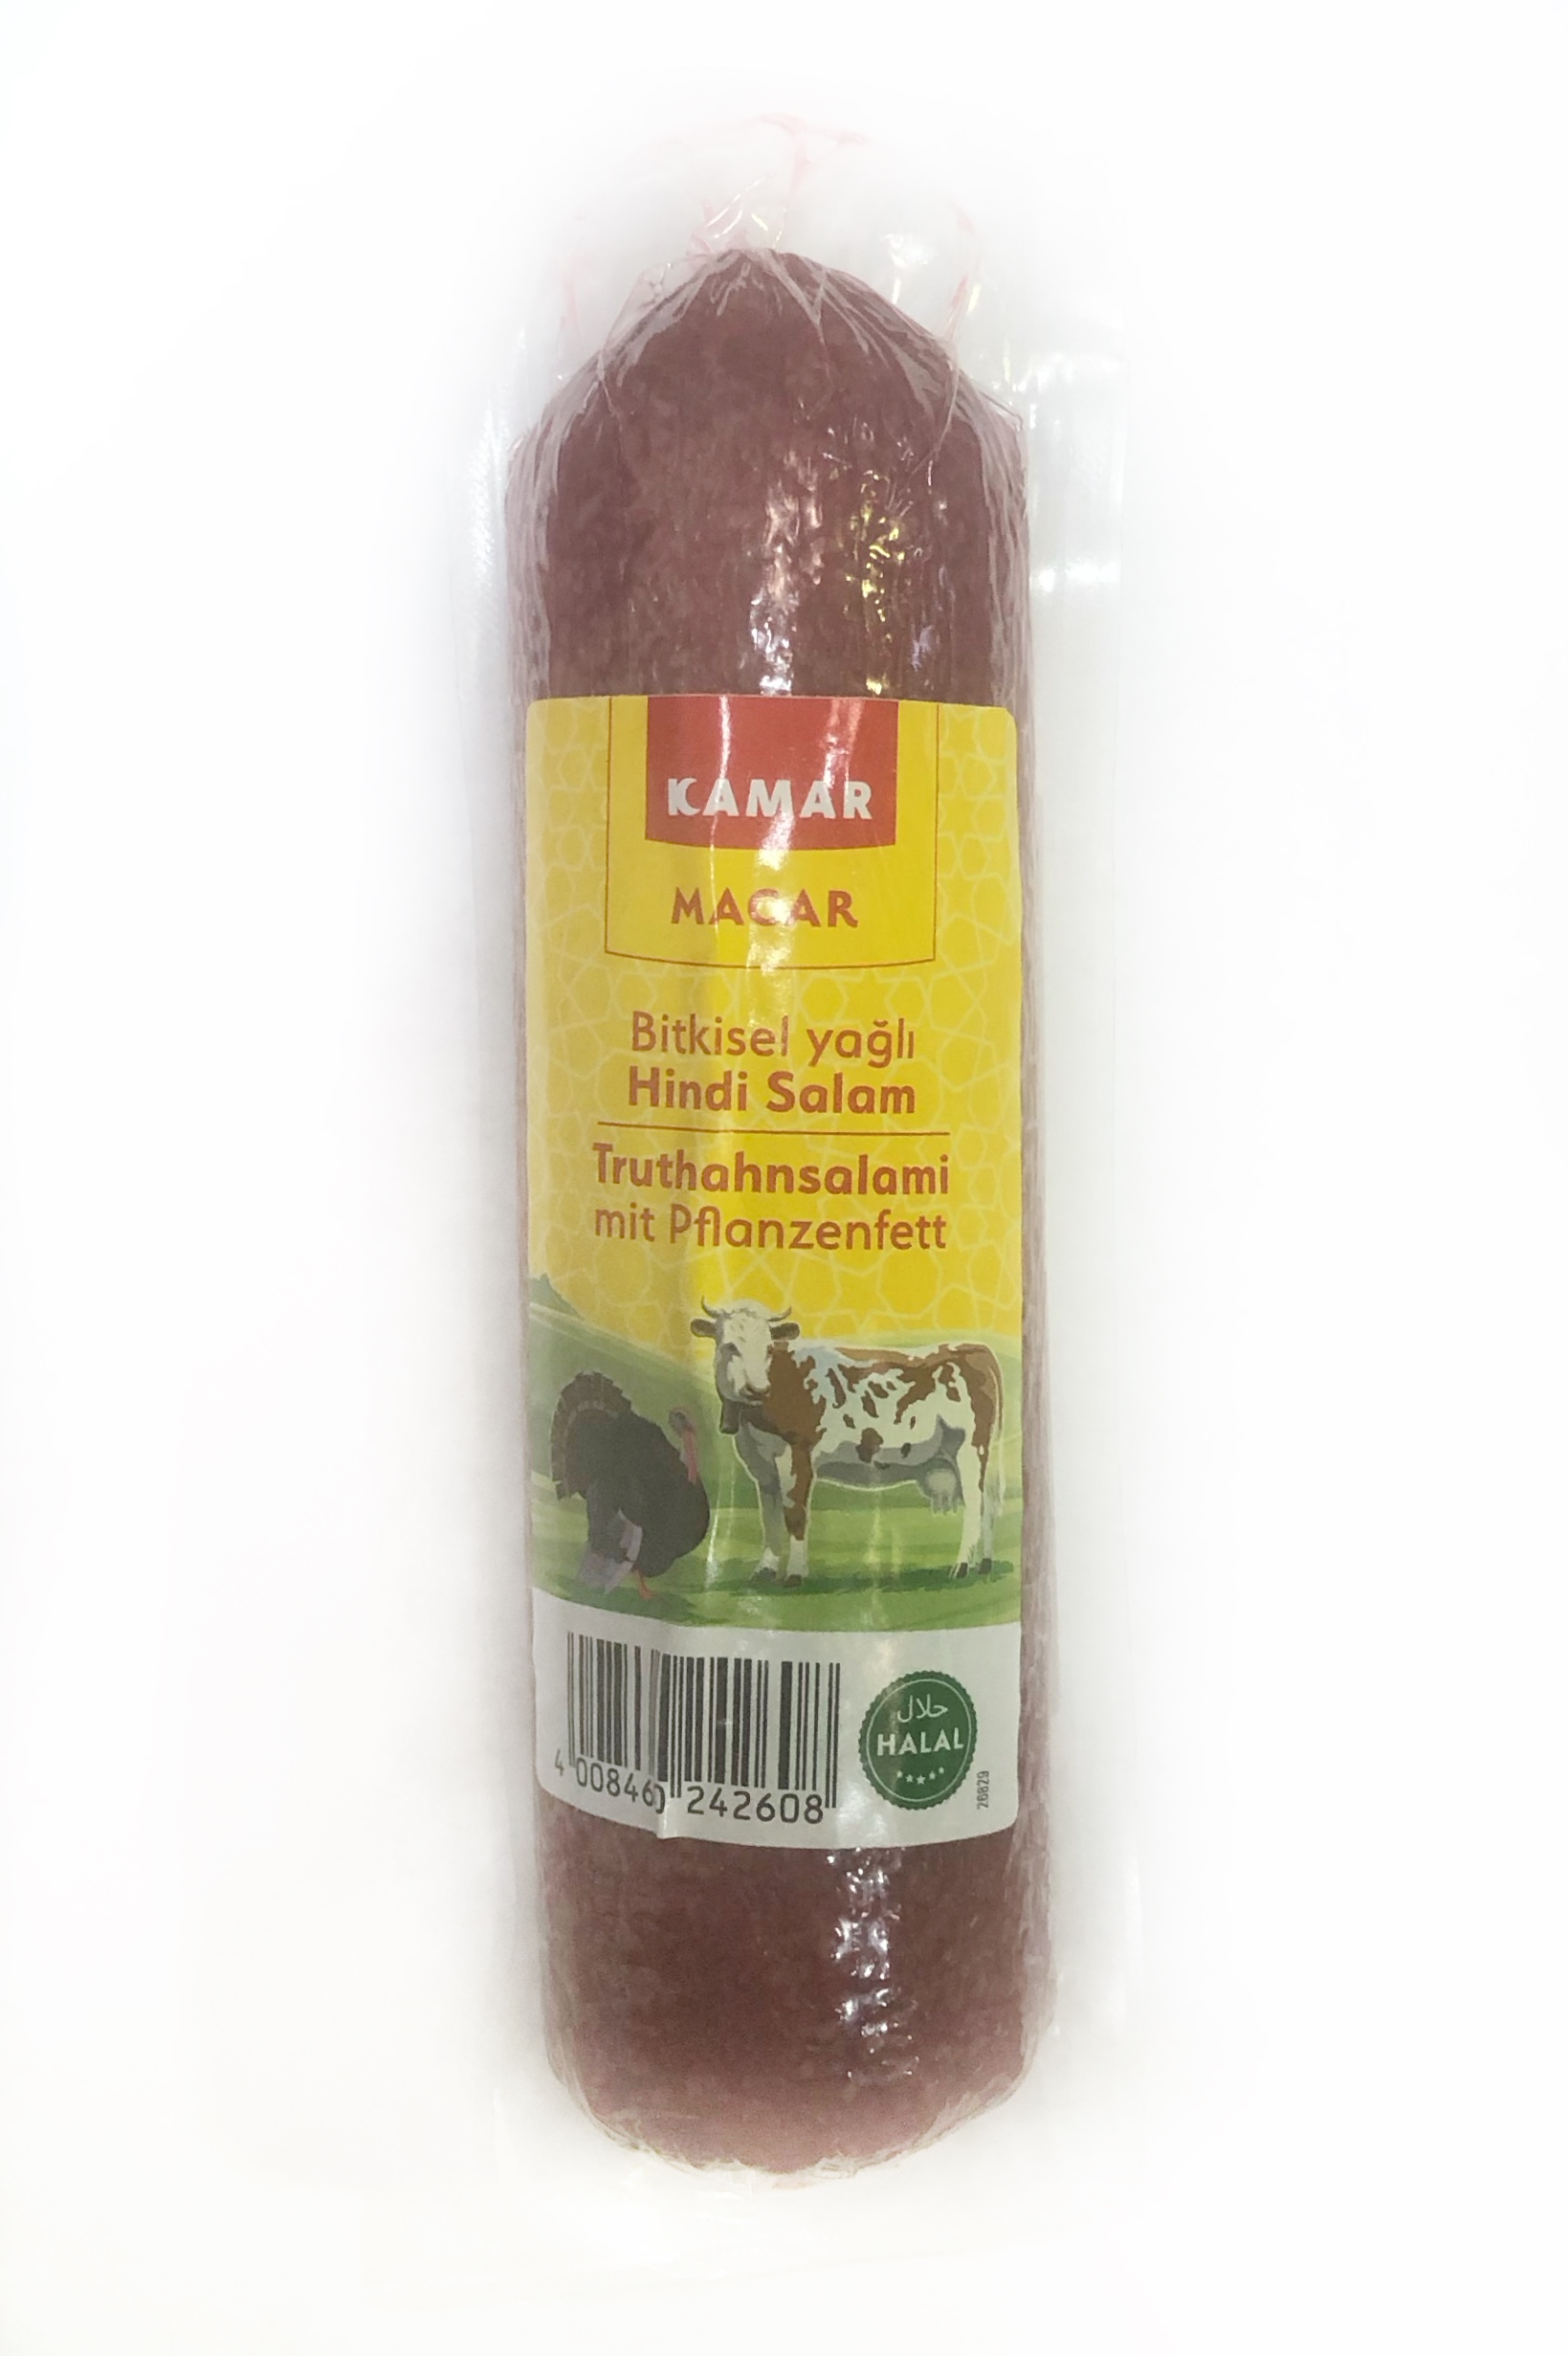 KAMAR
MACAR
Bitkisel yağlı
Hindi Salam
Truthahnsalami
mit Pflanzenfett
4 008460 242608
حلال
HALAL
26829